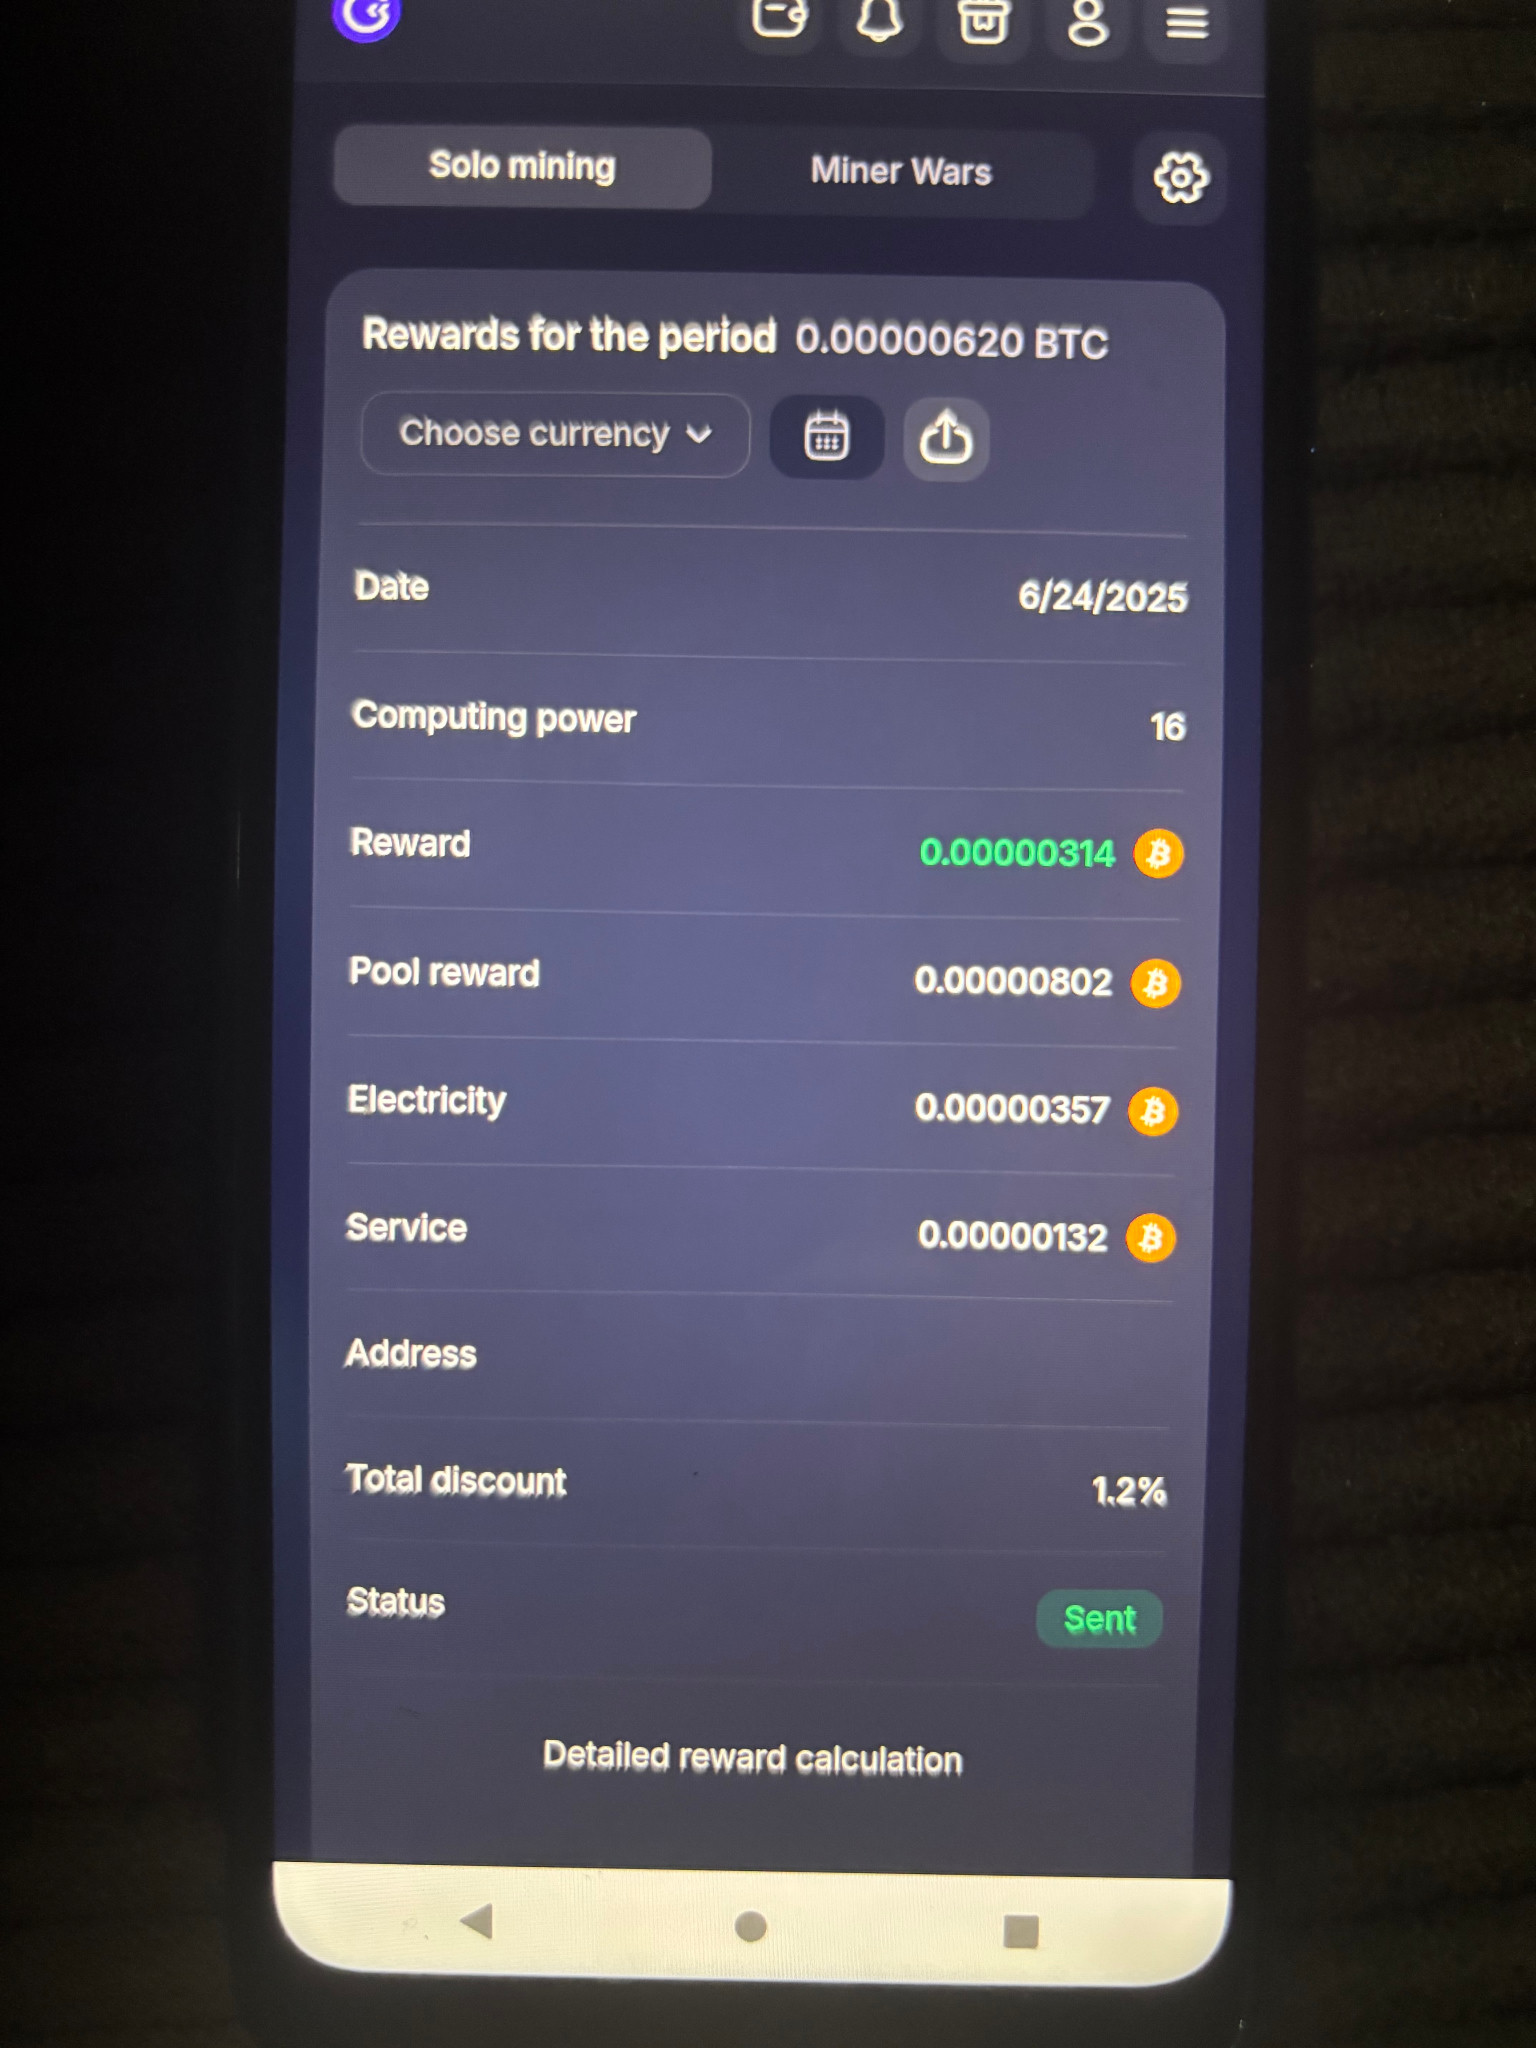 Solo mining
Miner Wars
Rewards for the period 0.00000620 BTC
Choose currency
Date 6/24/2025
Computing power 16
Reward 0.00000314
Pool reward 0.00000802
Electricity 0.00000357
Service 0.00000132
Address
Total discount 1.2%
Status Sent
Detailed reward calculation